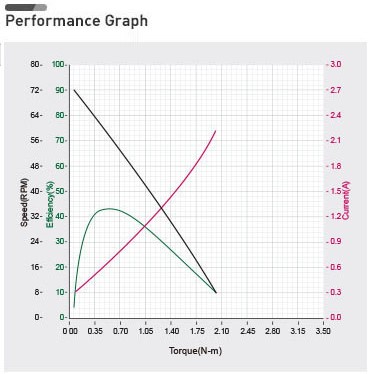 Performance Graph
80- 100- -3.0
72- 90- -2.7
64- 80- -2.4
56- 70- -2.1
48- 60- -1.8
40- 50- -1.5
32- 40- -1.2
24- 30- -0.9
16- 20- -0.6
8- 10- -0.3
0- 0- -0.0
Speed(RPM)
Efficiency(%)
Current(A)
0.00 0.35 0.70 1.05 1.40 1.75 2.10 2.45 2.80 3.15 3.50
Torque(N-m)